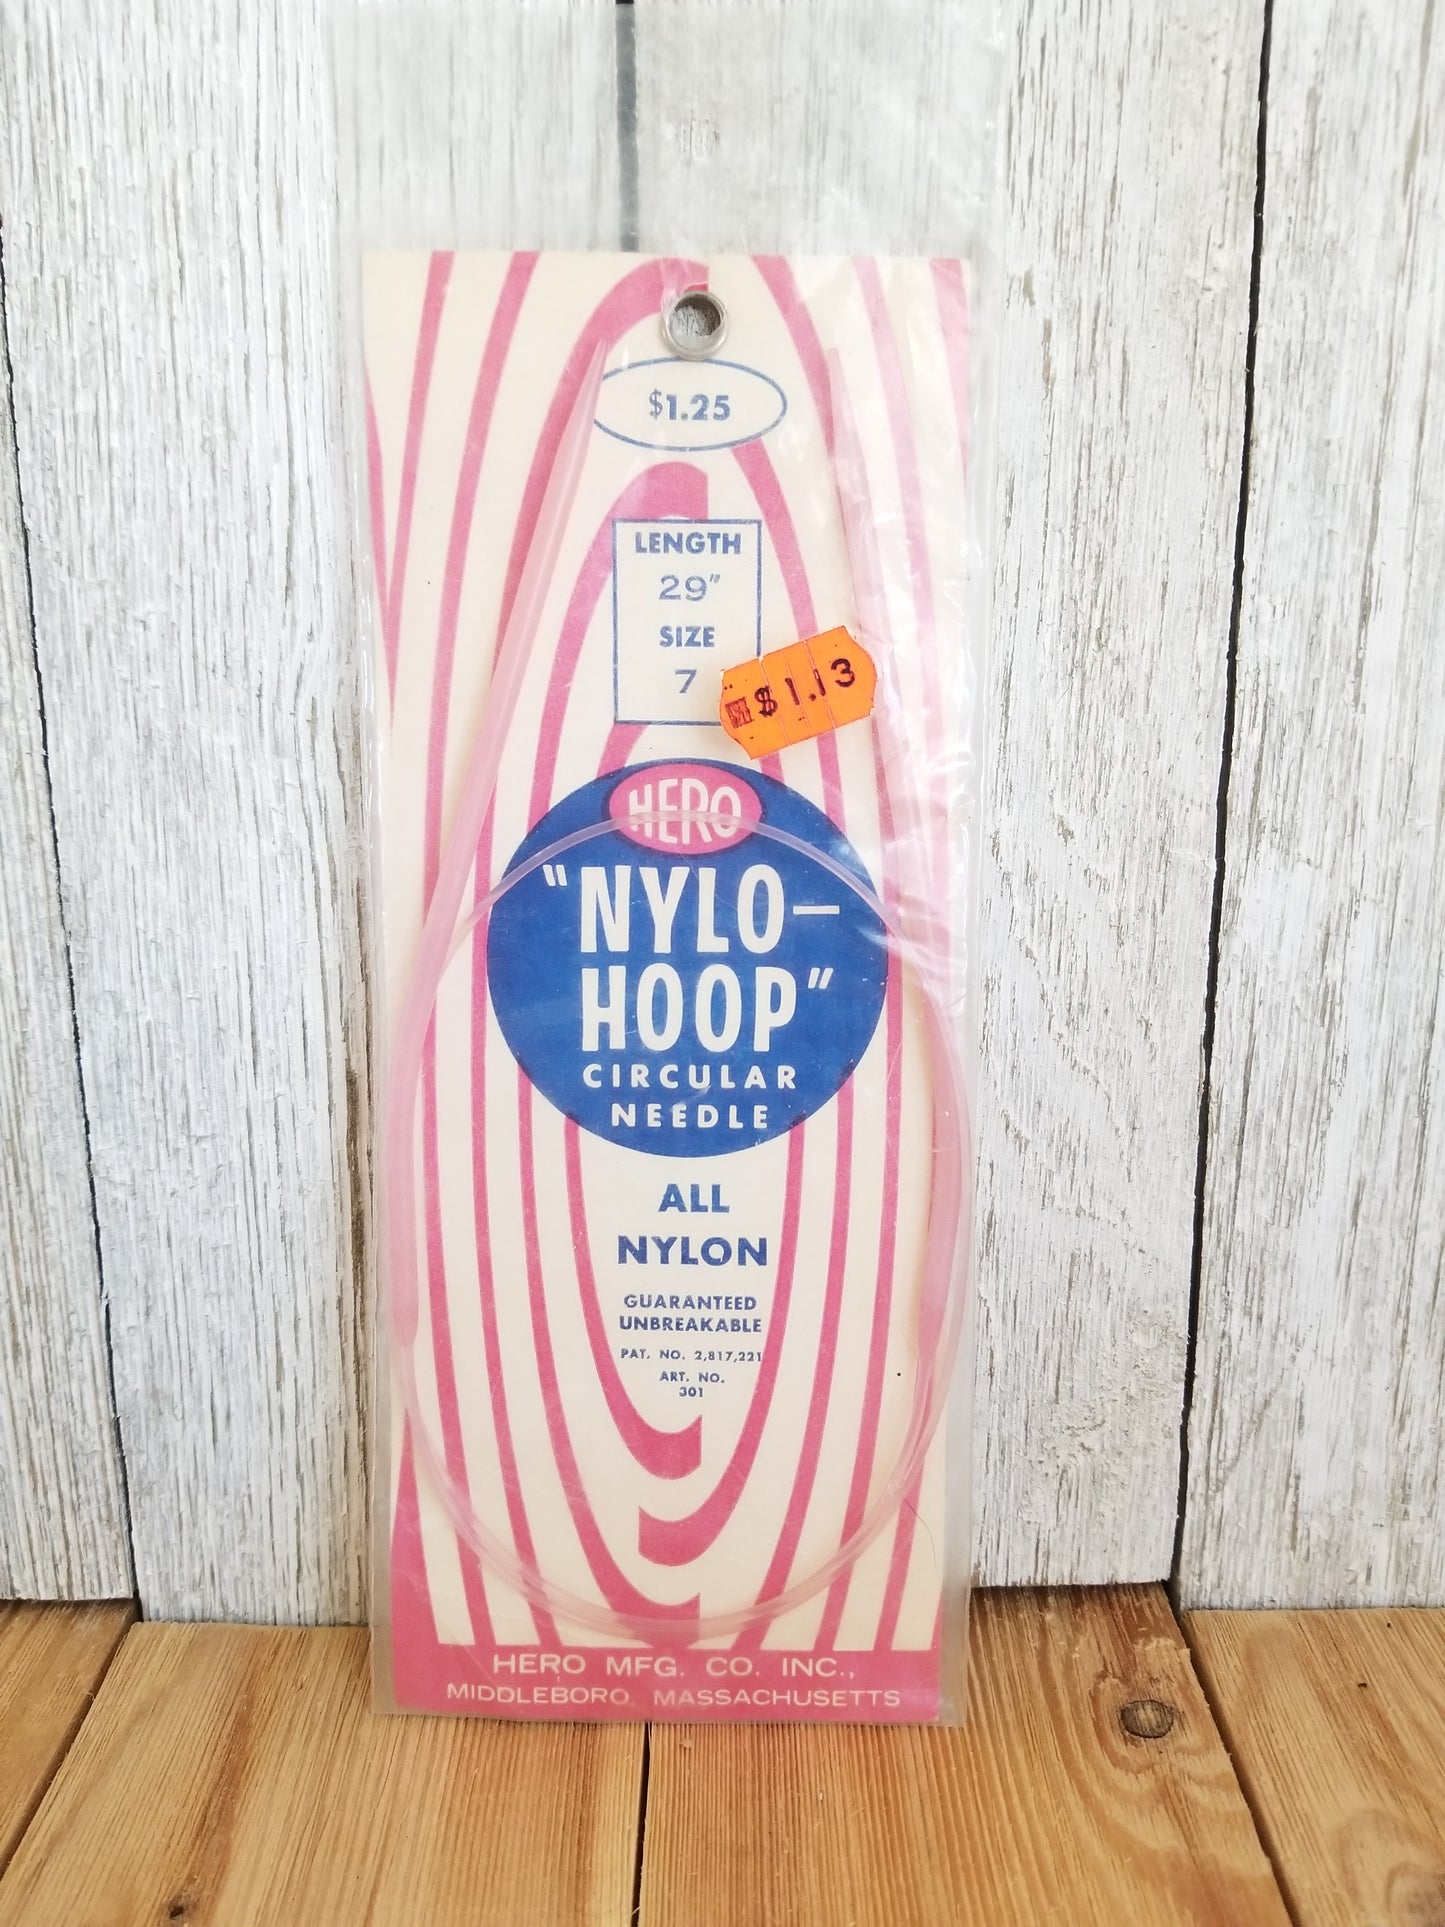 $1.25
LENGTH
29"
SIZE
7
$1.13
HERO
"NYLO-
HOOP"
CIRCULAR
NEEDLE
ALL
NYLON
GUARANTEED
UNBREAKABLE
PAT. NO. 2,817,221
ART. NO.
301
HERO MFG. CO. INC.,
MIDDLEBORO, MASSACHUSETTS